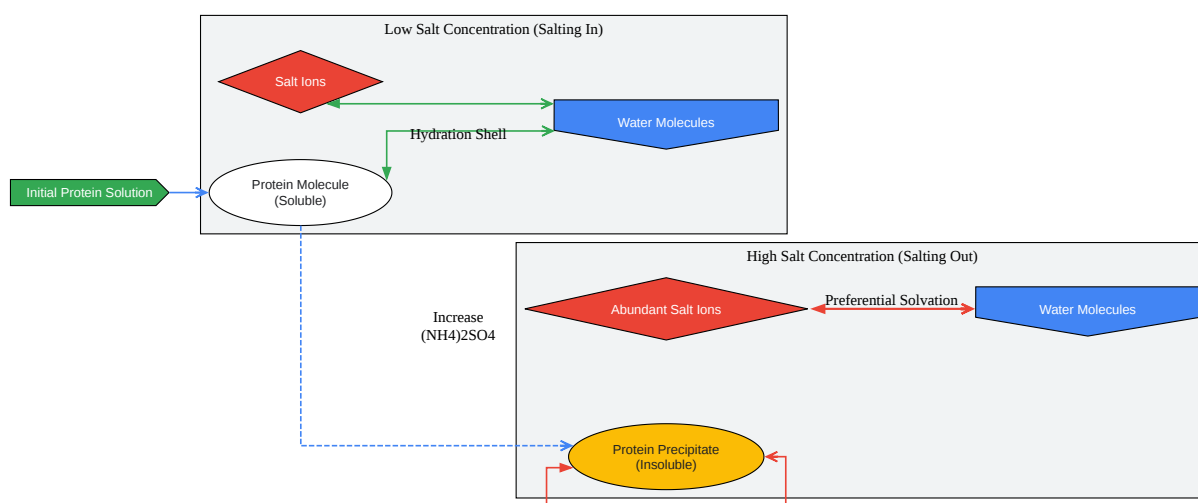 Low Salt Concentration (Salting In)
Salt Ions
Water Molecules
Hydration Shell
Initial Protein Solution
Protein Molecule
(Soluble)
High Salt Concentration (Salting Out)
Abundant Salt Ions
Preferential Solvation
Water Molecules
Increase
(NH4)2SO4
Protein Precipitate
(Insoluble)